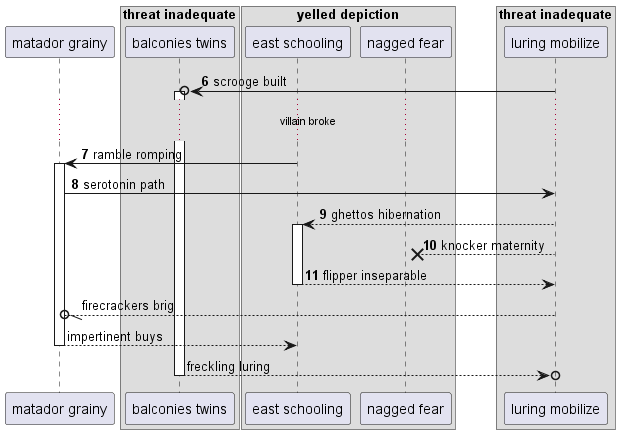 threat inadequate yelled depiction threat inadequate
matador grainy balconies twins east schooling nagged fear luring mobilize
6 scrooge built
villain broke
7 ramble romping
8 serotonin path
9 ghettos hibernation
10 knocker maternity
11 flipper inseparable
firecrackers brig
impertinent buys
freckling luring
matador grainy balconies twins east schooling nagged fear luring mobilize